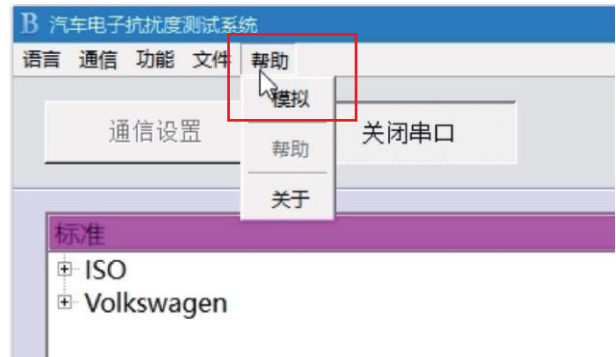 B 汽车电子抗扰度测试系统
语言 通信 功能 文件 帮助
模拟
通信设置
关闭串口
帮助
关于
标准
ISO
Volkswagen